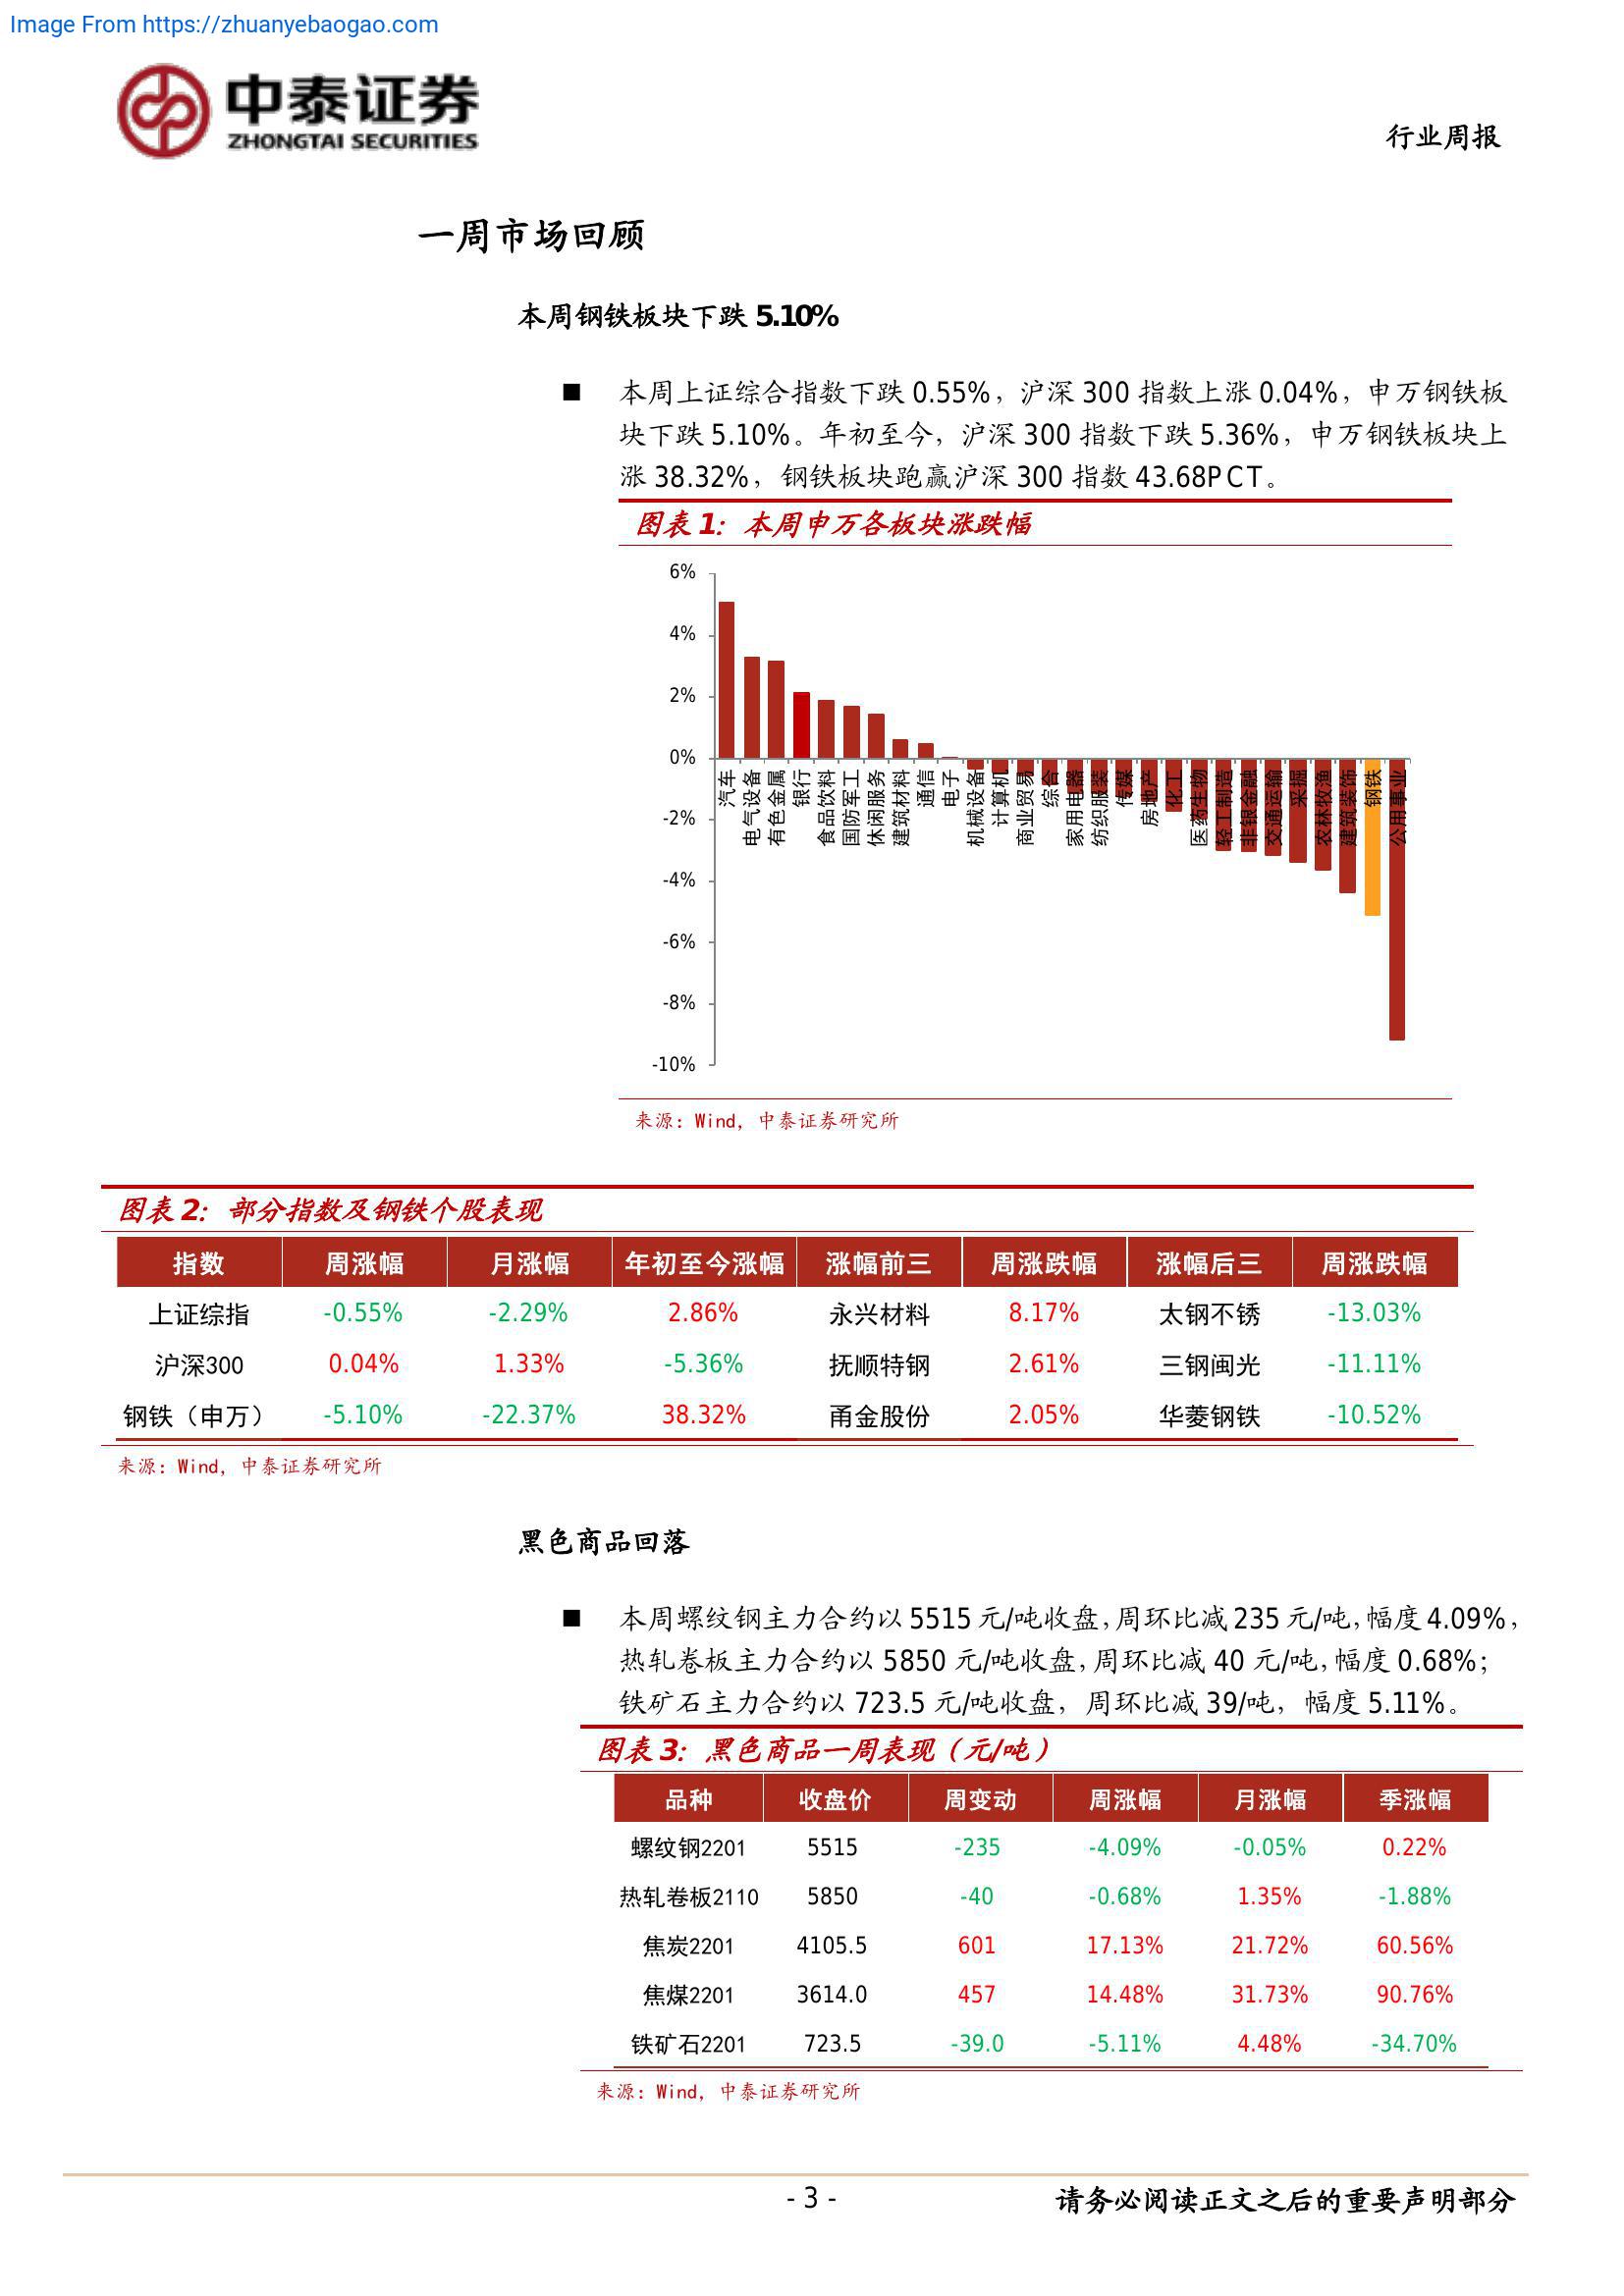 Image From https://zhuanyebaogao.com
中泰证券
ZHONGTAI SECURITIES
行业周报
一周市场回顾
本周钢铁板块下跌 5.10%
■ 本周上证综合指数下跌 0.55%，沪深 300 指数上涨 0.04%，申万钢铁板
块下跌 5.10%。年初至今，沪深 300 指数下跌 5.36%，申万钢铁板块上
涨 38.32%，钢铁板块跑赢沪深 300 指数 43.68PCT。
图表 1：本周申万各板块涨跌幅
6%
4%
2%
0%
-2%
-4%
-6%
-8%
-10%
汽车
电气设备
有色金属
银行
食品饮料
国防军工
休闲服务
建筑材料
通信
电子
机械设备
计算机
商业贸易
综合
家用电器
纺织服装
传媒
房地产
化工
医药生物
轻工制造
非银金融
交通运输
采掘
农林牧渔
建筑装饰
钢铁
公用事业
来源：Wind，中泰证券研究所
图表 2：部分指数及钢铁个股表现
指数 周涨幅 月涨幅 年初至今涨幅 涨幅前三 周涨跌幅 涨幅后三 周涨跌幅
上证综指 -0.55% -2.29% 2.86% 永兴材料 8.17% 太钢不锈 -13.03%
沪深300 0.04% 1.33% -5.36% 抚顺特钢 2.61% 三钢闽光 -11.11%
钢铁（申万） -5.10% -22.37% 38.32% 甬金股份 2.05% 华菱钢铁 -10.52%
来源：Wind，中泰证券研究所
黑色商品回落
■ 本周螺纹钢主力合约以 5515 元/吨收盘，周环比减 235 元/吨，幅度 4.09%，
热轧卷板主力合约以 5850 元/吨收盘，周环比减 40 元/吨，幅度 0.68%；
铁矿石主力合约以 723.5 元/吨收盘，周环比减 39/吨，幅度 5.11%。
图表 3：黑色商品一周表现（元/吨）
品种 收盘价 周变动 周涨幅 月涨幅 季涨幅
螺纹钢2201 5515 -235 -4.09% -0.05% 0.22%
热轧卷板2110 5850 -40 -0.68% 1.35% -1.88%
焦炭2201 4105.5 601 17.13% 21.72% 60.56%
焦煤2201 3614.0 457 14.48% 31.73% 90.76%
铁矿石2201 723.5 -39.0 -5.11% 4.48% -34.70%
来源：Wind，中泰证券研究所
- 3 -
请务必阅读正文之后的重要声明部分